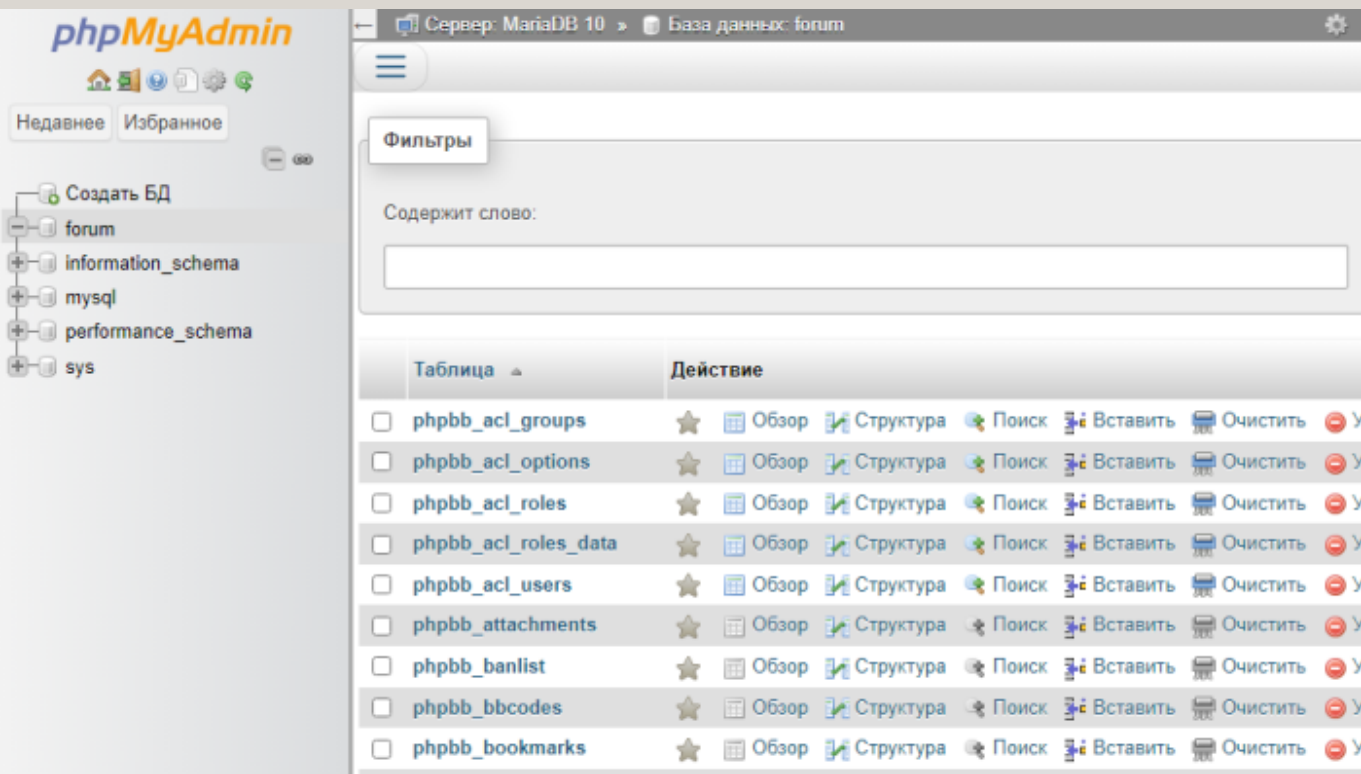 phpMyAdmin
Недавнее Избранное
Создать БД
forum
information_schema
mysql
performance_schema
sys
← Сервер: MariaDB 10 » База данных: forum
Фильтры
Содержит слово:
Таблица Действие
phpbb_acl_groups Обзор Структура Поиск Вставить Очистить У
phpbb_acl_options Обзор Структура Поиск Вставить Очистить У
phpbb_acl_roles Обзор Структура Поиск Вставить Очистить У
phpbb_acl_roles_data Обзор Структура Поиск Вставить Очистить У
phpbb_acl_users Обзор Структура Поиск Вставить Очистить У
phpbb_attachments Обзор Структура Поиск Вставить Очистить У
phpbb_banlist Обзор Структура Поиск Вставить Очистить У
phpbb_bbcodes Обзор Структура Поиск Вставить Очистить У
phpbb_bookmarks Обзор Структура Поиск Вставить Очистить У